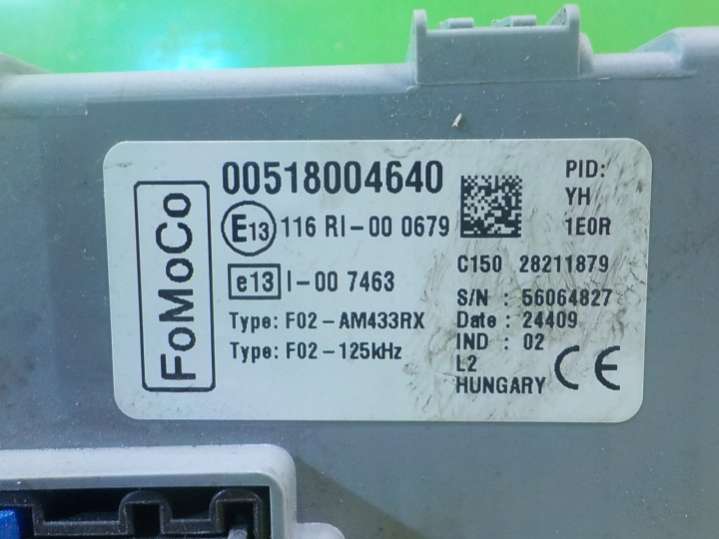 FoMoCo
00518004640
E13 116 RI-00 0679
e13 I-00 7463
Type: F02-AM433RX
Type: F02-125kHz
PID:
YH
1E0R
C150 28211879
S/N : 56064827
Date : 24409
IND : 02
L2
HUNGARY CE